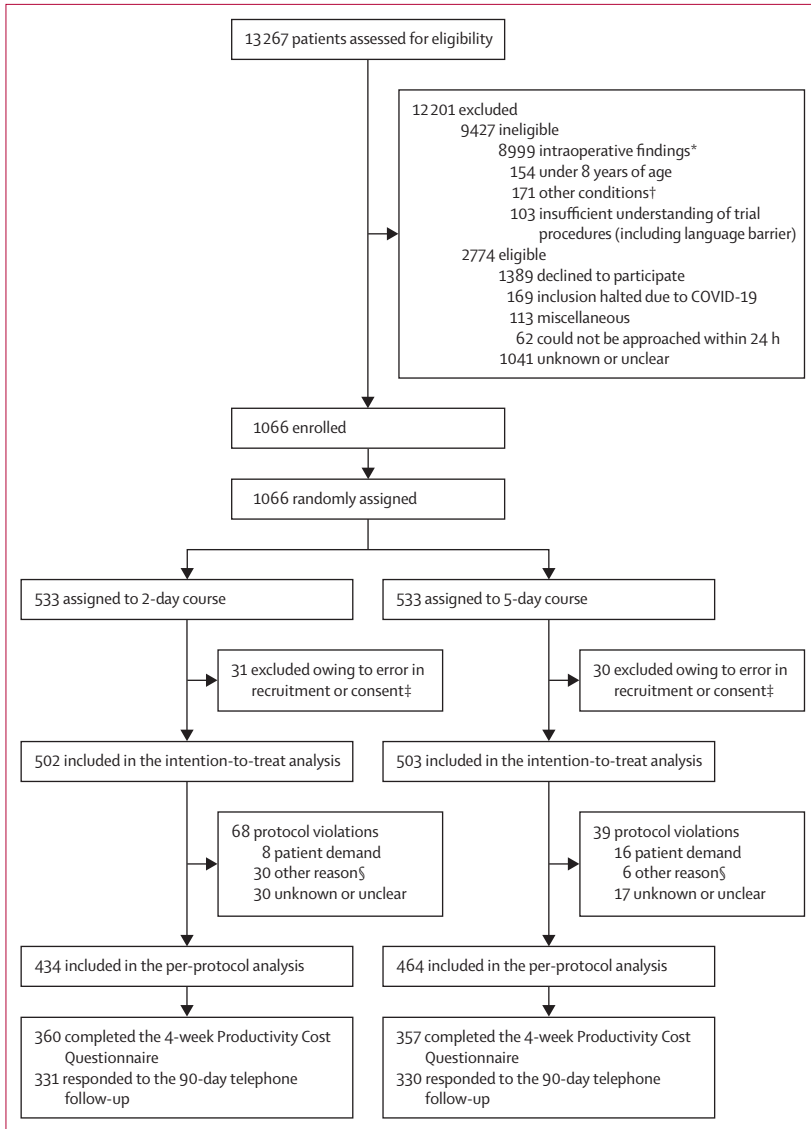 13 267 patients assessed for eligibility
12 201 excluded
9427 ineligible
8999 intraoperative findings*
154 under 8 years of age
171 other conditions†
103 insufficient understanding of trial
procedures (including language barrier)
2774 eligible
1389 declined to participate
169 inclusion halted due to COVID-19
113 miscellaneous
62 could not be approached within 24 h
1041 unknown or unclear
1066 enrolled
1066 randomly assigned
533 assigned to 2-day course
533 assigned to 5-day course
31 excluded owing to error in
recruitment or consent‡
30 excluded owing to error in
recruitment or consent‡
502 included in the intention-to-treat analysis
503 included in the intention-to-treat analysis
68 protocol violations
8 patient demand
30 other reason§
30 unknown or unclear
39 protocol violations
16 patient demand
6 other reason§
17 unknown or unclear
434 included in the per-protocol analysis
464 included in the per-protocol analysis
360 completed the 4-week Productivity Cost
Questionnaire
331 responded to the 90-day telephone
follow-up
357 completed the 4-week Productivity Cost
Questionnaire
330 responded to the 90-day telephone
follow-up